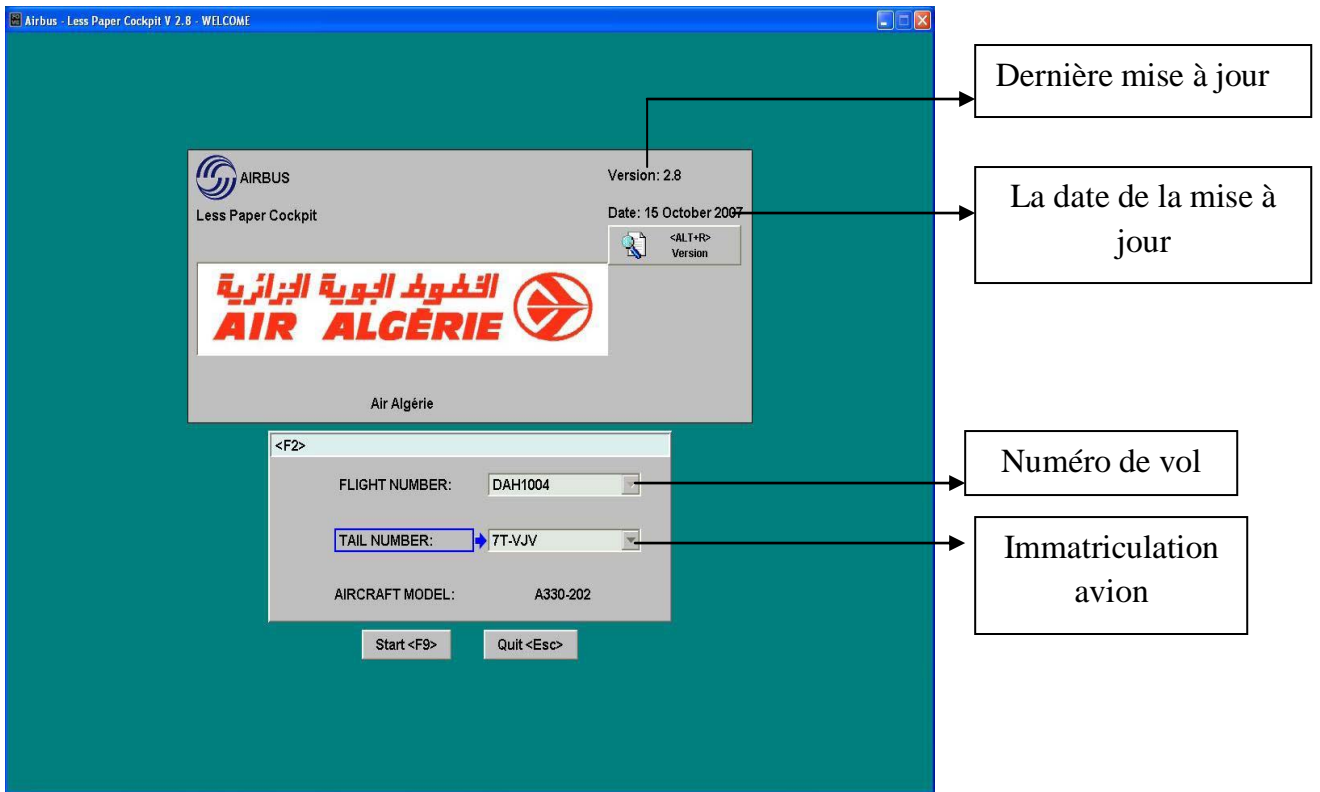 Airbus - Less Paper Cockpit V 2.8 - WELCOME
Dernière mise à jour
AIRBUS
Version: 2.8
Less Paper Cockpit
Date: 15 October 2007
La date de la mise à
jour
<ALT+R>
Version
الخطوط الجوية الجزائرية
AIR ALGÉRIE
Air Algérie
<F2>
FLIGHT NUMBER:
DAH1004
Numéro de vol
TAIL NUMBER:
7T-VJV
Immatriculation
avion
AIRCRAFT MODEL:
A330-202
Start <F9>
Quit <Esc>